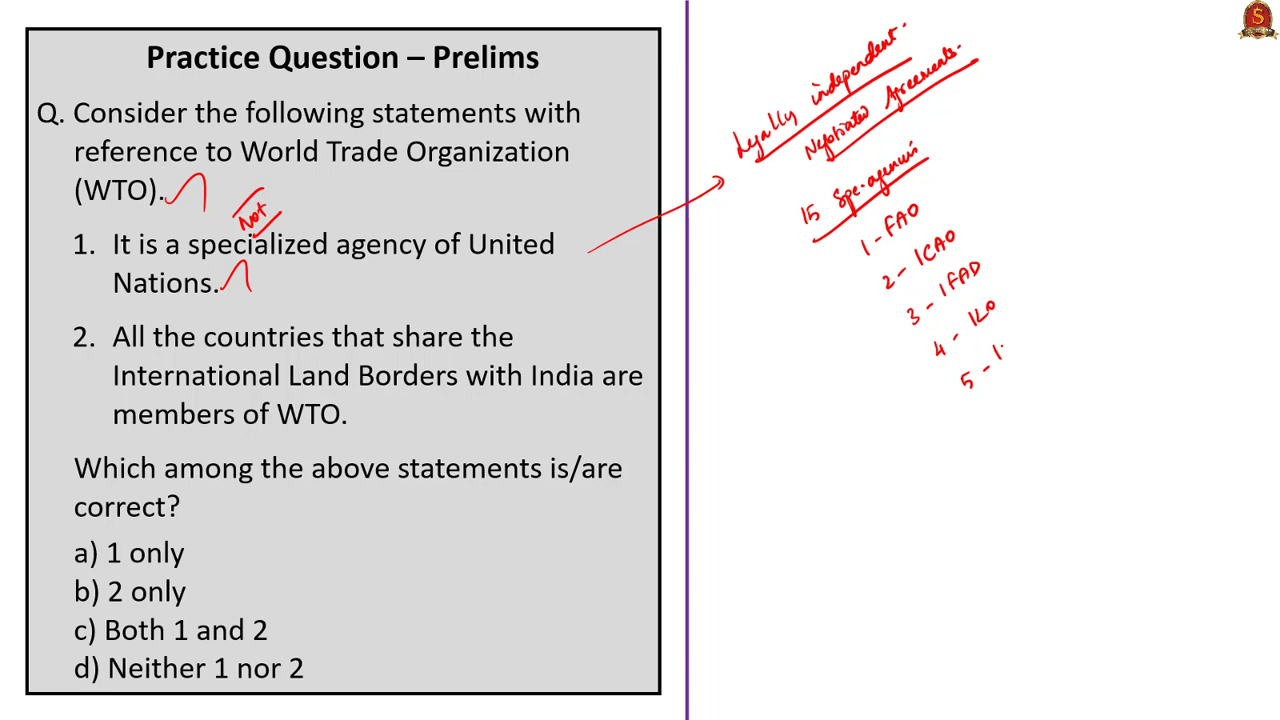 Practice Question – Prelims
Q. Consider the following statements with
reference to World Trade Organization
(WTO).
Not
1. It is a specialized agency of United
Nations.
2. All the countries that share the
International Land Borders with India are
members of WTO.
Which among the above statements is/are
correct?
a) 1 only
b) 2 only
c) Both 1 and 2
d) Neither 1 nor 2
Legally independent.
Negotiated Agreements.
15 Spe. agencies
1 - FAO
2 - ICAO
3 - IFAD
4 - ILO
5 - I
S